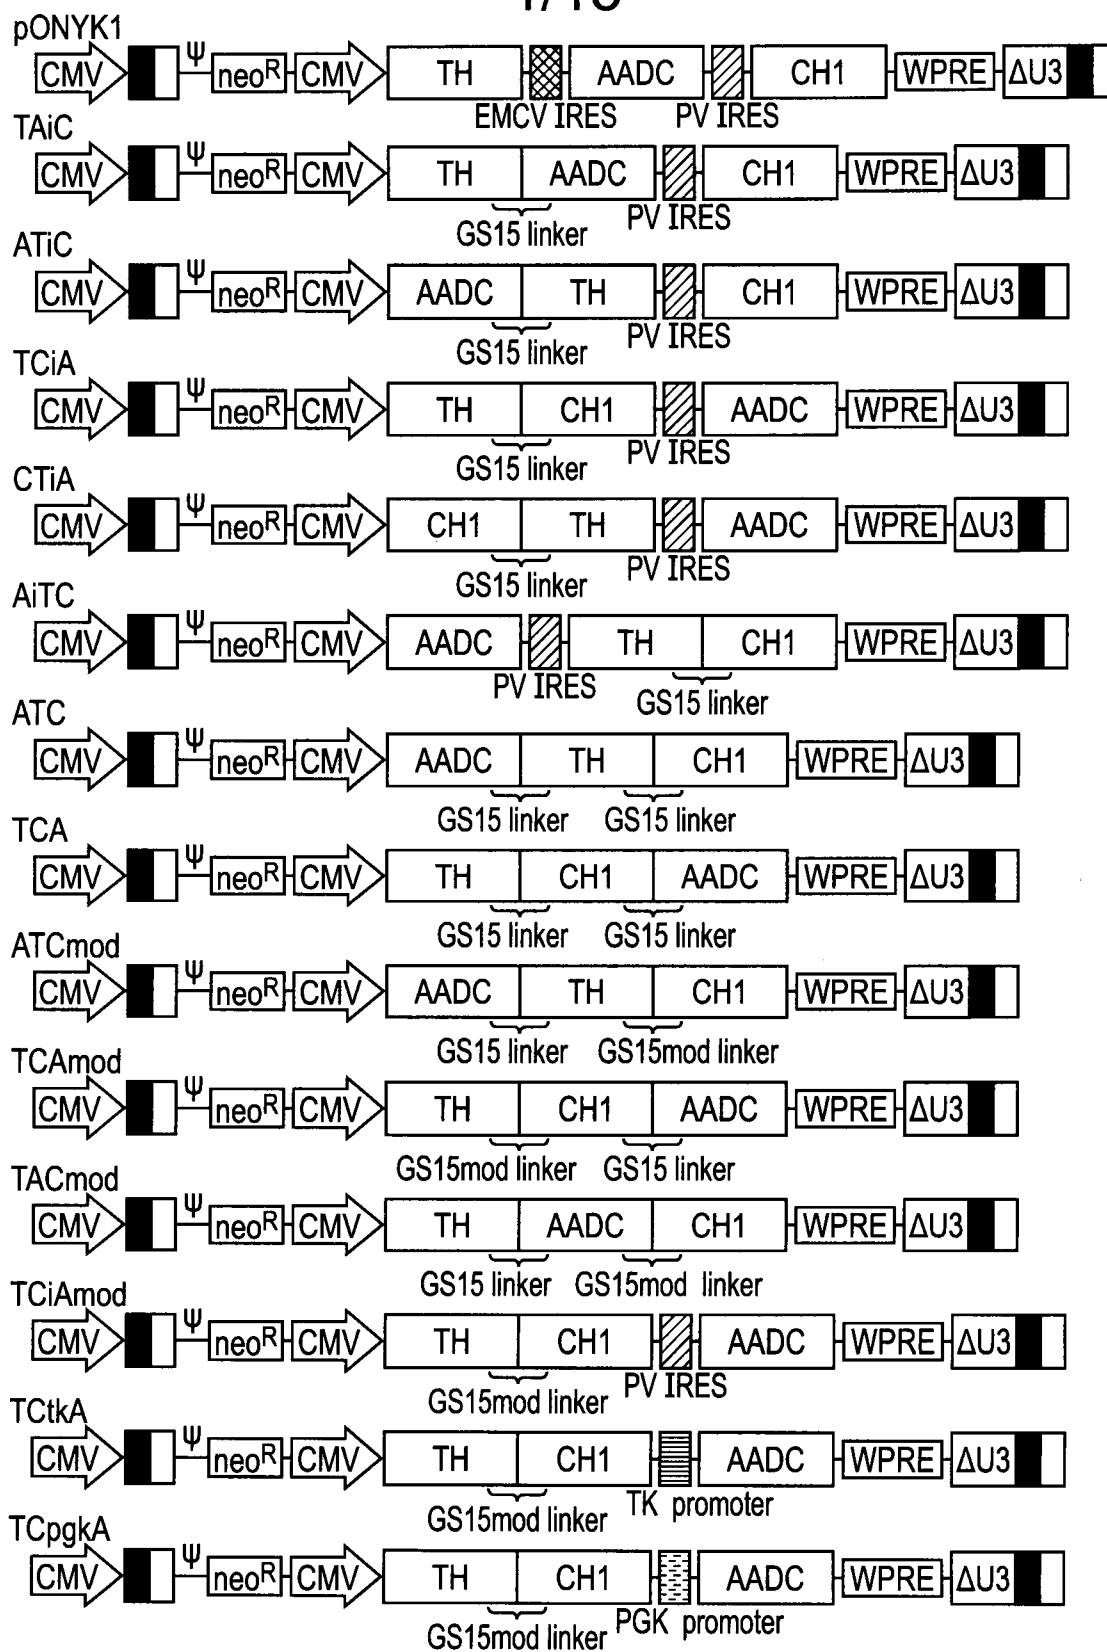 pONYK1
CMV ψ neoR CMV TH AADC CH1 WPRE ΔU3
EMCV IRES PV IRES
TAiC
CMV ψ neoR CMV TH AADC CH1 WPRE ΔU3
PV IRES
GS15 linker
ATiC
CMV ψ neoR CMV AADC TH CH1 WPRE ΔU3
PV IRES
GS15 linker
TCiA
CMV ψ neoR CMV TH CH1 AADC WPRE ΔU3
PV IRES
GS15 linker
CTiA
CMV ψ neoR CMV CH1 TH AADC WPRE ΔU3
PV IRES
GS15 linker
AiTC
CMV ψ neoR CMV AADC TH CH1 WPRE ΔU3
PV IRES GS15 linker
ATC
CMV ψ neoR CMV AADC TH CH1 WPRE ΔU3
GS15 linker GS15 linker
TCA
CMV ψ neoR CMV TH CH1 AADC WPRE ΔU3
GS15 linker GS15 linker
ATCmod
CMV ψ neoR CMV AADC TH CH1 WPRE ΔU3
GS15 linker GS15mod linker
TCAmod
CMV ψ neoR CMV TH CH1 AADC WPRE ΔU3
GS15mod linker GS15 linker
TACmod
CMV ψ neoR CMV TH AADC CH1 WPRE ΔU3
GS15 linker GS15mod linker
TCiAmod
CMV ψ neoR CMV TH CH1 AADC WPRE ΔU3
PV IRES
GS15mod linker
TCtkA
CMV ψ neoR CMV TH CH1 AADC WPRE ΔU3
TK promoter
GS15mod linker
TCpgkA
CMV ψ neoR CMV TH CH1 AADC WPRE ΔU3
PGK promoter
GS15mod linker